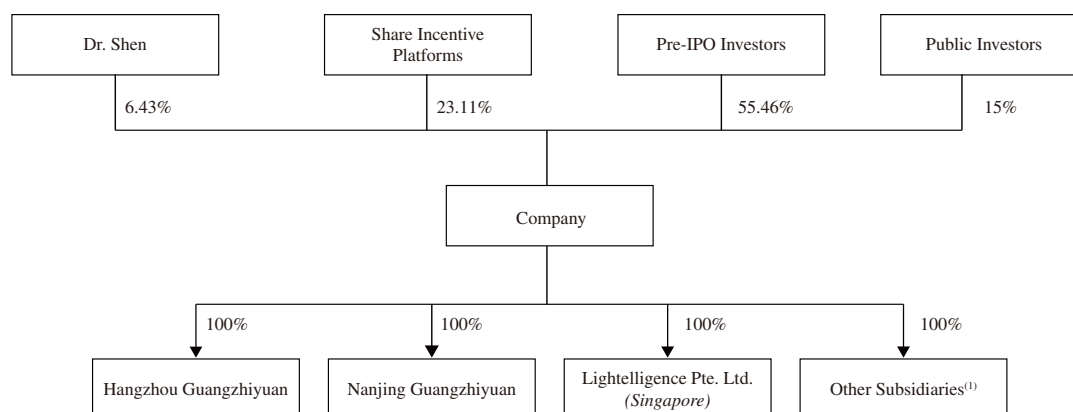 Dr. Shen
Share Incentive
Platforms
Pre-IPO Investors
Public Investors
6.43%
23.11%
55.46%
15%
Company
100%
100%
100%
100%
Hangzhou Guangzhiyuan
Nanjing Guangzhiyuan
Lightelligence Pte. Ltd.
(Singapore)
Other Subsidiaries(1)